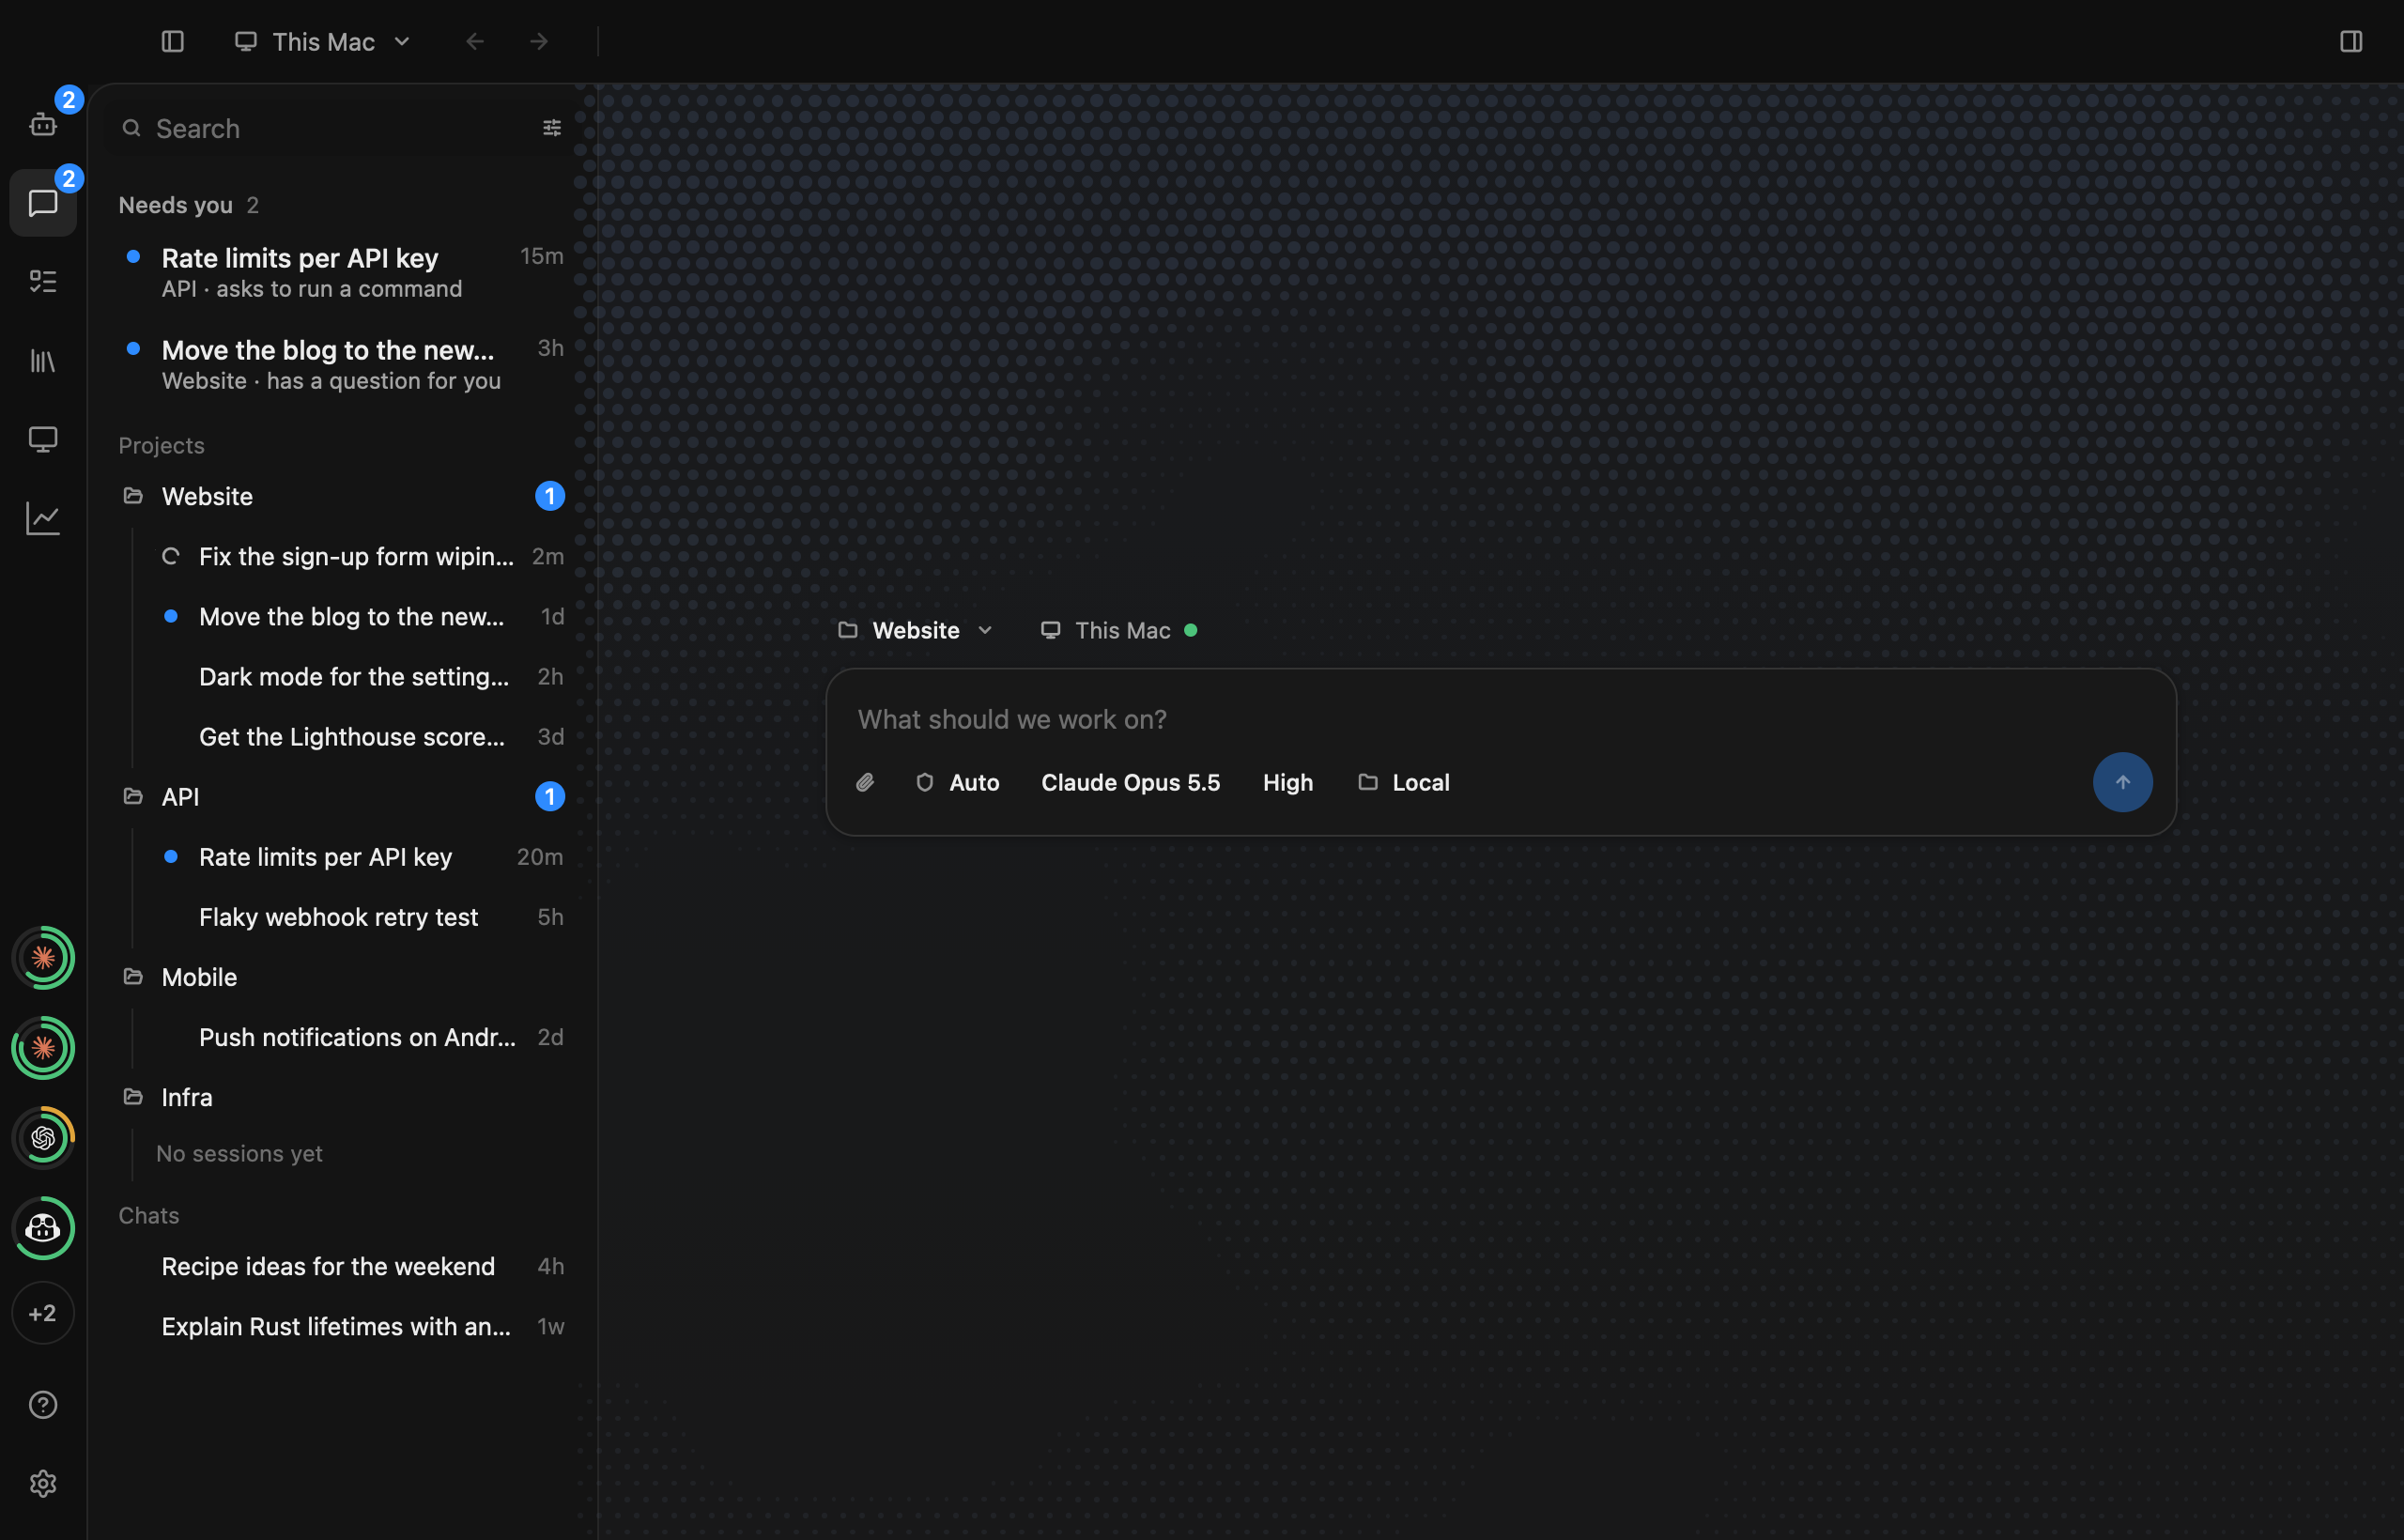 This Mac
2
Search
2
Needs you 2
Rate limits per API key 15m
API · asks to run a command
Move the blog to the new... 3h
Website · has a question for you
Projects
Website 1
Fix the sign-up form wipin... 2m
Move the blog to the new... 1d
Dark mode for the setting... 2h
Get the Lighthouse score... 3d
API 1
Rate limits per API key 20m
Flaky webhook retry test 5h
Mobile
Push notifications on Andr... 2d
Infra
No sessions yet
Chats
Recipe ideas for the weekend 4h
Explain Rust lifetimes with an... 1w
+2
Website This Mac
What should we work on?
Auto Claude Opus 5.5 High Local